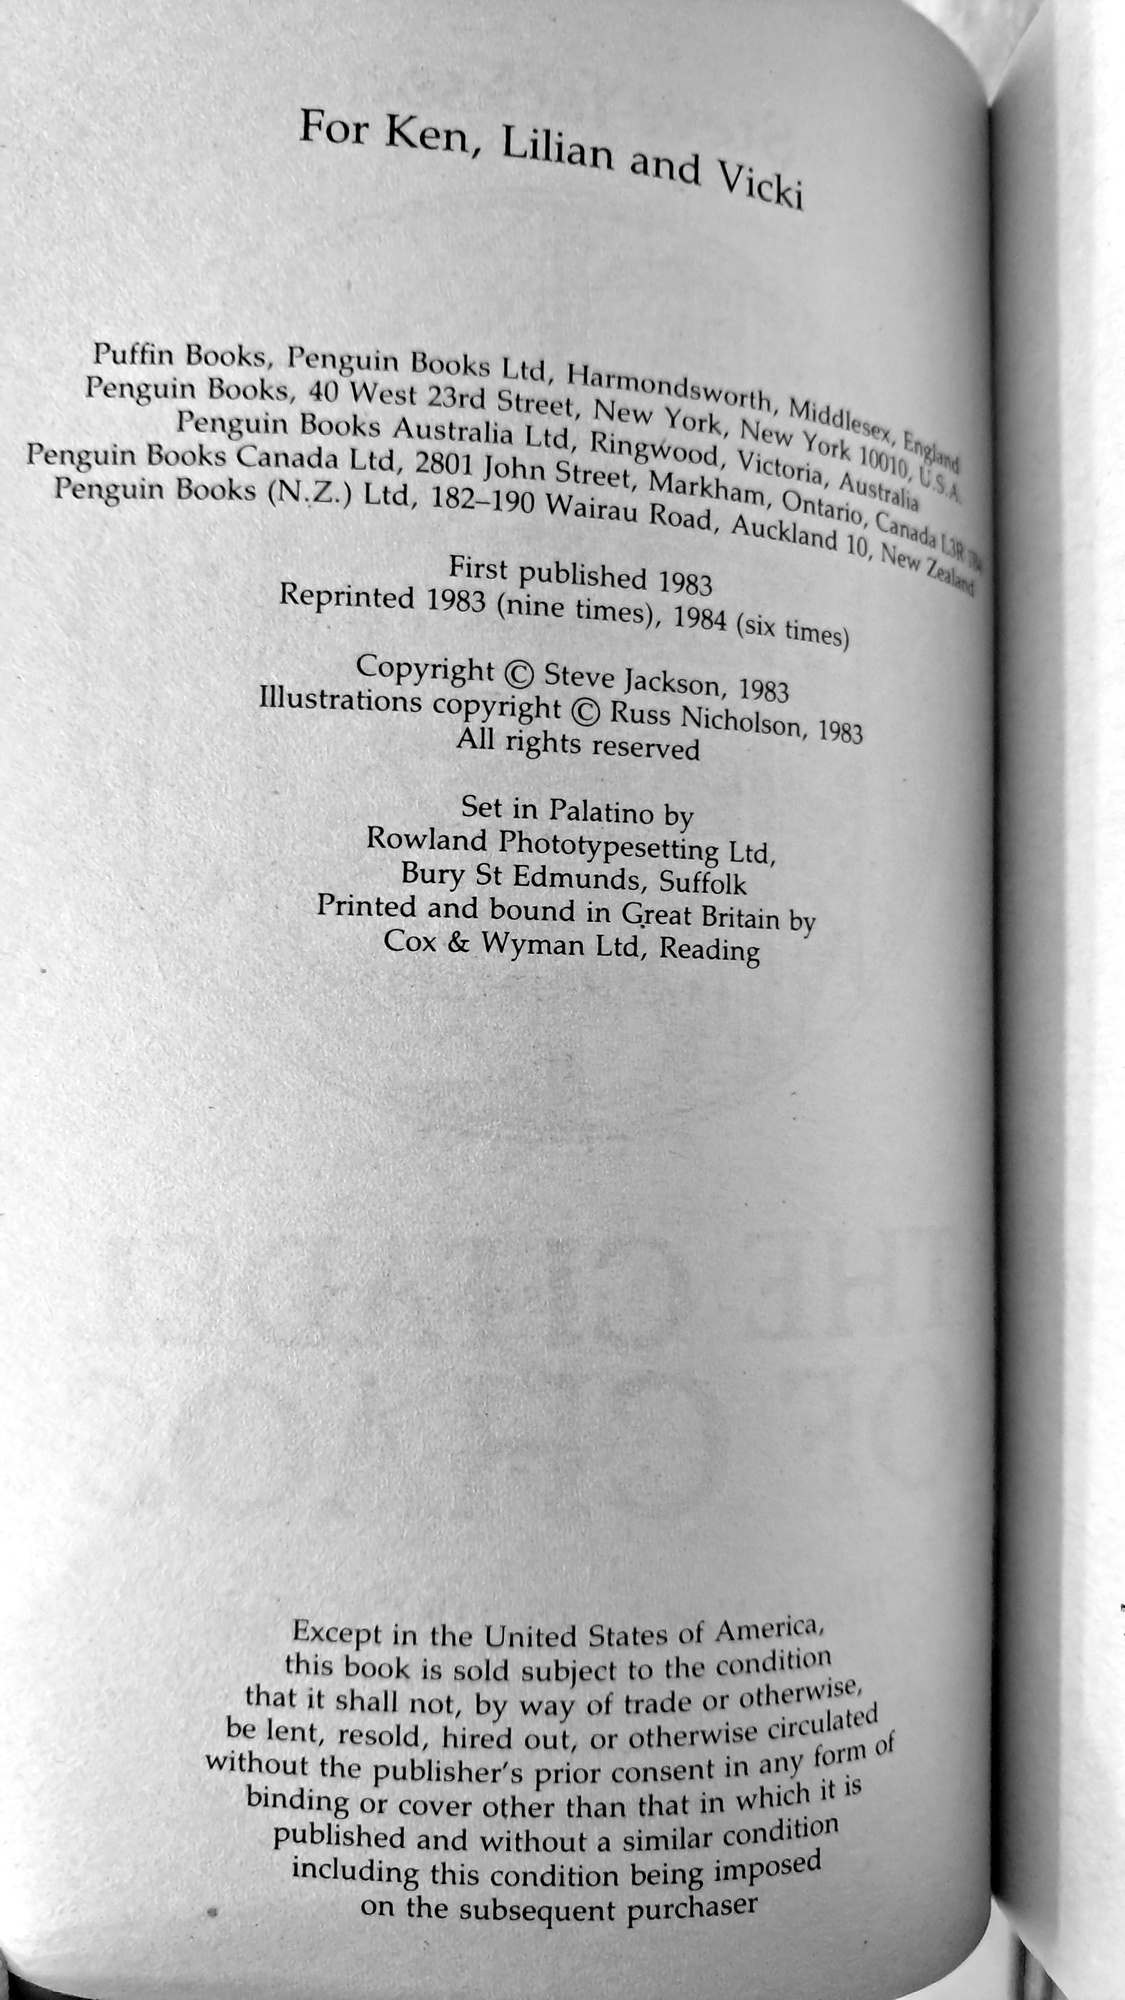 For Ken, Lilian and Vicki
Puffin Books, Penguin Books Ltd, Harmondsworth, Middlesex, England
Penguin Books, 40 West 23rd Street, New York, New York 10010, U.S.A.
Penguin Books Australia Ltd, Ringwood, Victoria, Australia
Penguin Books Canada Ltd, 2801 John Street, Markham, Ontario, Canada L3R
Penguin Books (N.Z.) Ltd, 182–190 Wairau Road, Auckland 10, New Zealand
First published 1983
Reprinted 1983 (nine times), 1984 (six times)
Copyright © Steve Jackson, 1983
Illustrations copyright © Russ Nicholson, 1983
All rights reserved
Set in Palatino by
Rowland Phototypesetting Ltd,
Bury St Edmunds, Suffolk
Printed and bound in Great Britain by
Cox & Wyman Ltd, Reading
Except in the United States of America,
this book is sold subject to the condition
that it shall not, by way of trade or otherwise,
be lent, resold, hired out, or otherwise circulated
without the publisher's prior consent in any form of
binding or cover other than that in which it is
published and without a similar condition
including this condition being imposed
on the subsequent purchaser